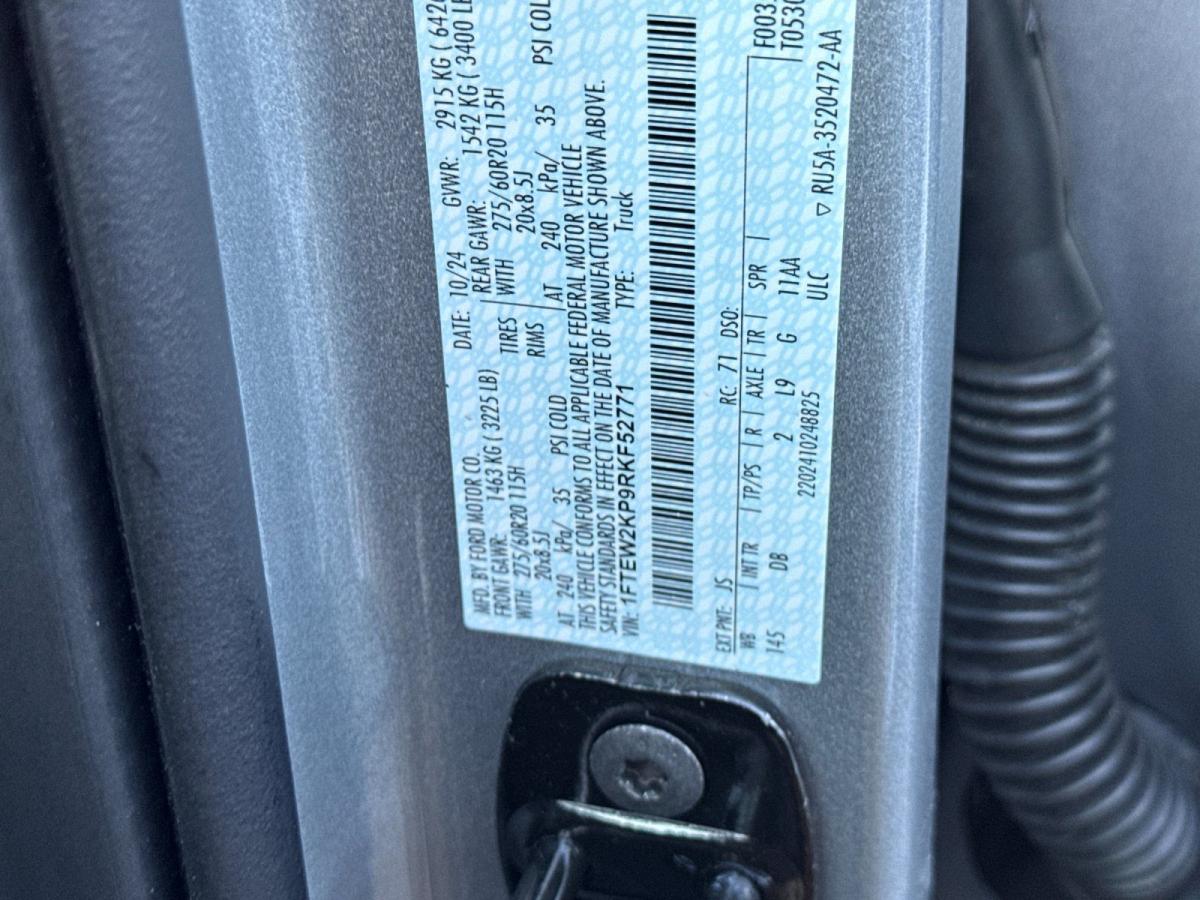 MFD. BY FORD MOTOR CO.
DATE: 10/24 GVWR: 2915 KG ( 642
FRONT GAWR: 1463 KG ( 3225 LB) REAR GAWR: 1542 KG ( 3400 LB
WITH 275/60R20 115H TIRES WITH 275/60R20 115H
20x8.5J RIMS 20x8.5J
AT 240 kPa/ 35 PSI COLD AT 240 kPa/ 35 PSI COL
THIS VEHICLE CONFORMS TO ALL APPLICABLE FEDERAL MOTOR VEHICLE
SAFETY STANDARDS IN EFFECT ON THE DATE OF MANUFACTURE SHOWN ABOVE.
VIN: 1FTEW2KP9RKF52771 TYPE: Truck
EXT PNT: JS RC: 71 DSO: F003
WB INT TR TP/PS R AXLE TR SPR T053
145 DB 2 L9 G 11AA
2202410248825 ULC ▽ RU5A-3520472-AA